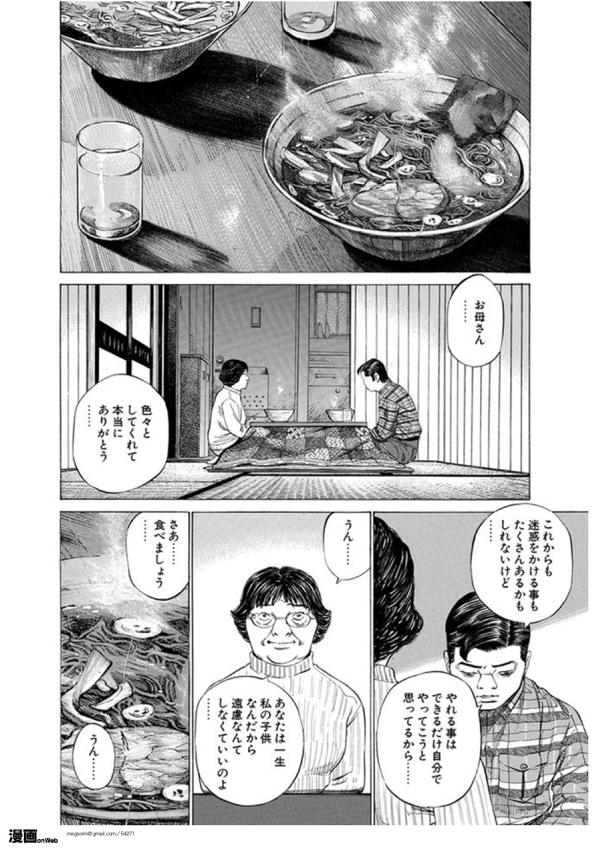 お母さん
……
色々と
してくれて
本当に
ありがとう
……
これからも
迷惑をかける事も
たくさんあるかも
しれないけど
やれる事は
できるだけ自分で
やってこうと
思ってるから……
うん…
あなたは一生
私の子供
なんだから
遠慮なんて
しなくていいのよ
さあ……
食べましょう
……
うん…
……
漫画onWeb
megaorin@gmail.com/54271